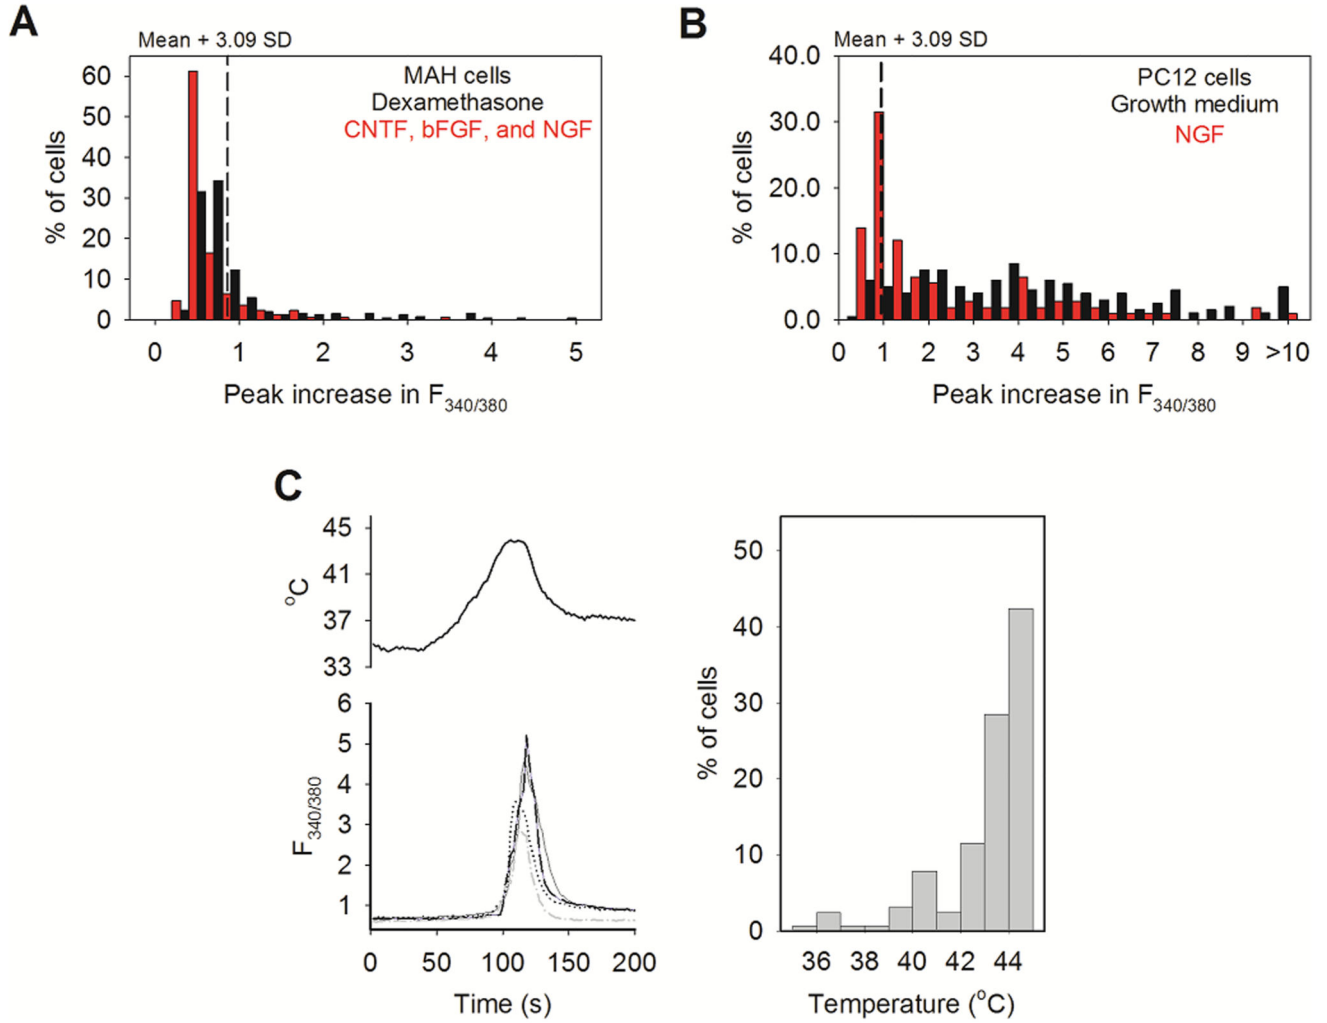 A
Mean + 3.09 SD
MAH cells
Dexamethasone
CNTF, bFGF, and NGF
% of cells
60
50
40
30
20
10
0
0 1 2 3 4 5
Peak increase in F340/380
B
Mean + 3.09 SD
PC12 cells
Growth medium
NGF
% of cells
40.0
30.0
20.0
10.0
0.0
0 1 2 3 4 5 6 7 8 9 >10
Peak increase in F340/380
C
°C
45
41
37
33
F340/380
6
5
4
3
2
1
0 50 100 150 200
Time (s)
% of cells
50
40
30
20
10
0
36 38 40 42 44
Temperature (°C)